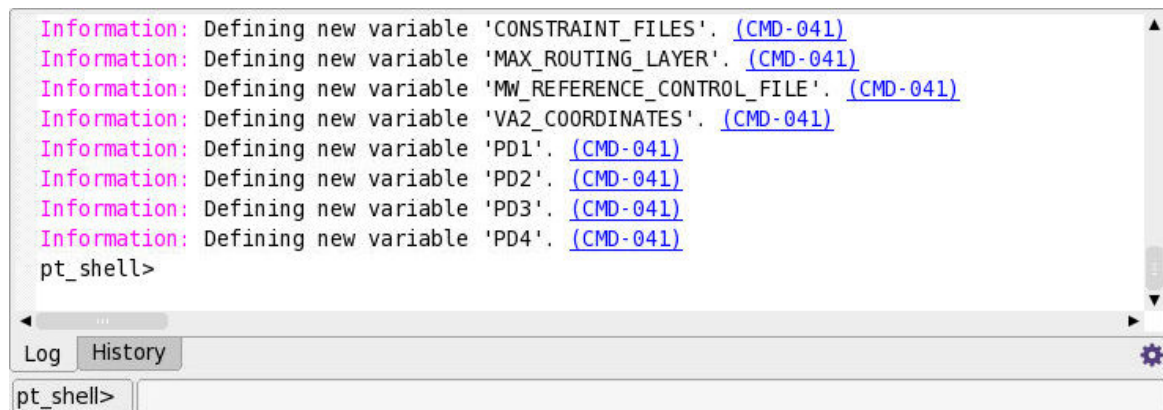 Information: Defining new variable 'CONSTRAINT_FILES'. (CMD-041)
Information: Defining new variable 'MAX_ROUTING_LAYER'. (CMD-041)
Information: Defining new variable 'MW_REFERENCE_CONTROL_FILE'. (CMD-041)
Information: Defining new variable 'VA2_COORDINATES'. (CMD-041)
Information: Defining new variable 'PD1'. (CMD-041)
Information: Defining new variable 'PD2'. (CMD-041)
Information: Defining new variable 'PD3'. (CMD-041)
Information: Defining new variable 'PD4'. (CMD-041)
pt_shell>
Log History
pt_shell>